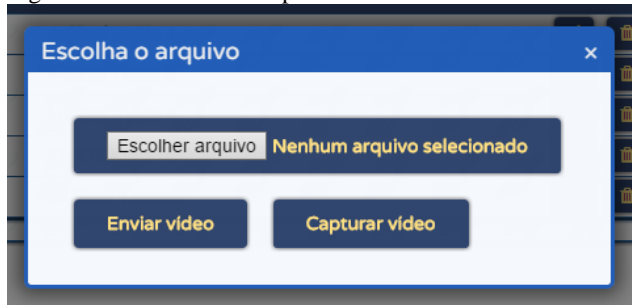 Escolha o arquivo ×
Escolher arquivo Nenhum arquivo selecionado
Enviar vídeo Capturar vídeo